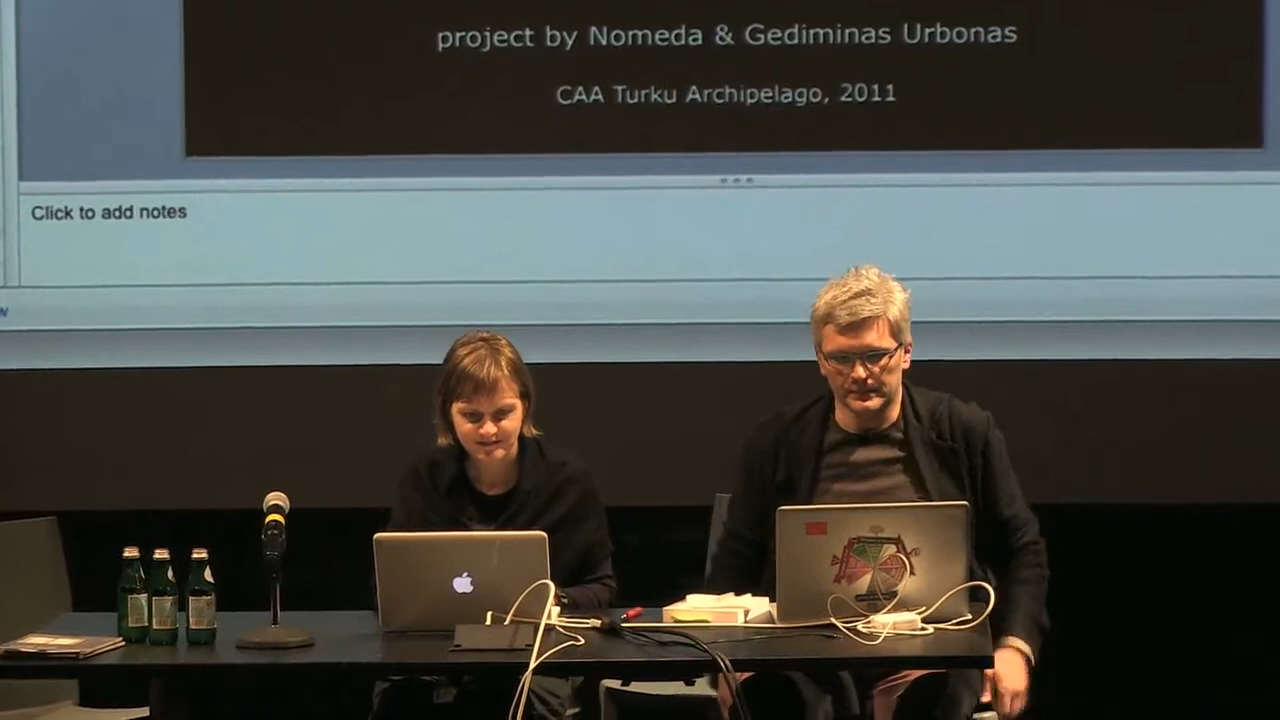 project by Nomeda & Gediminas Urbonas
CAA Turku Archipelago, 2011
Click to add notes